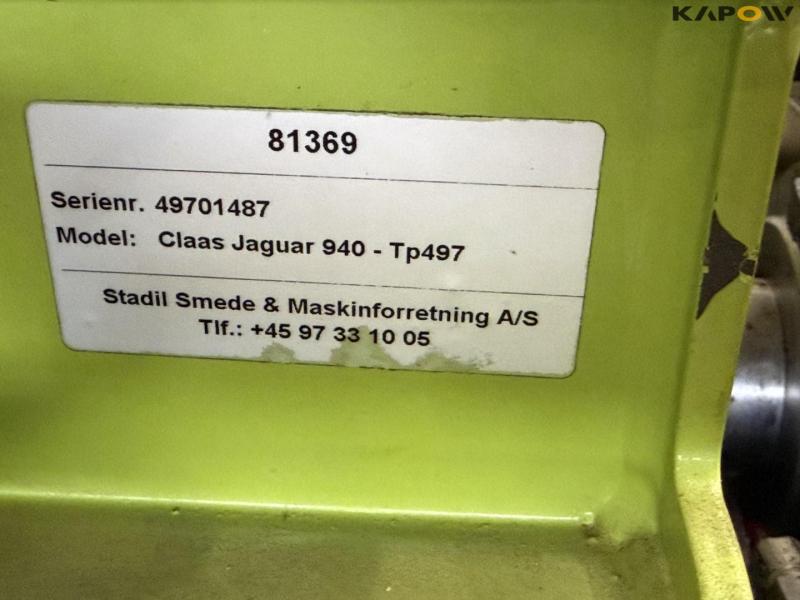 KAPOW
81369
Serienr. 49701487
Model: Claas Jaguar 940 - Tp497
Stadil Smede & Maskinforretning A/S
Tlf.: +45 97 33 10 05